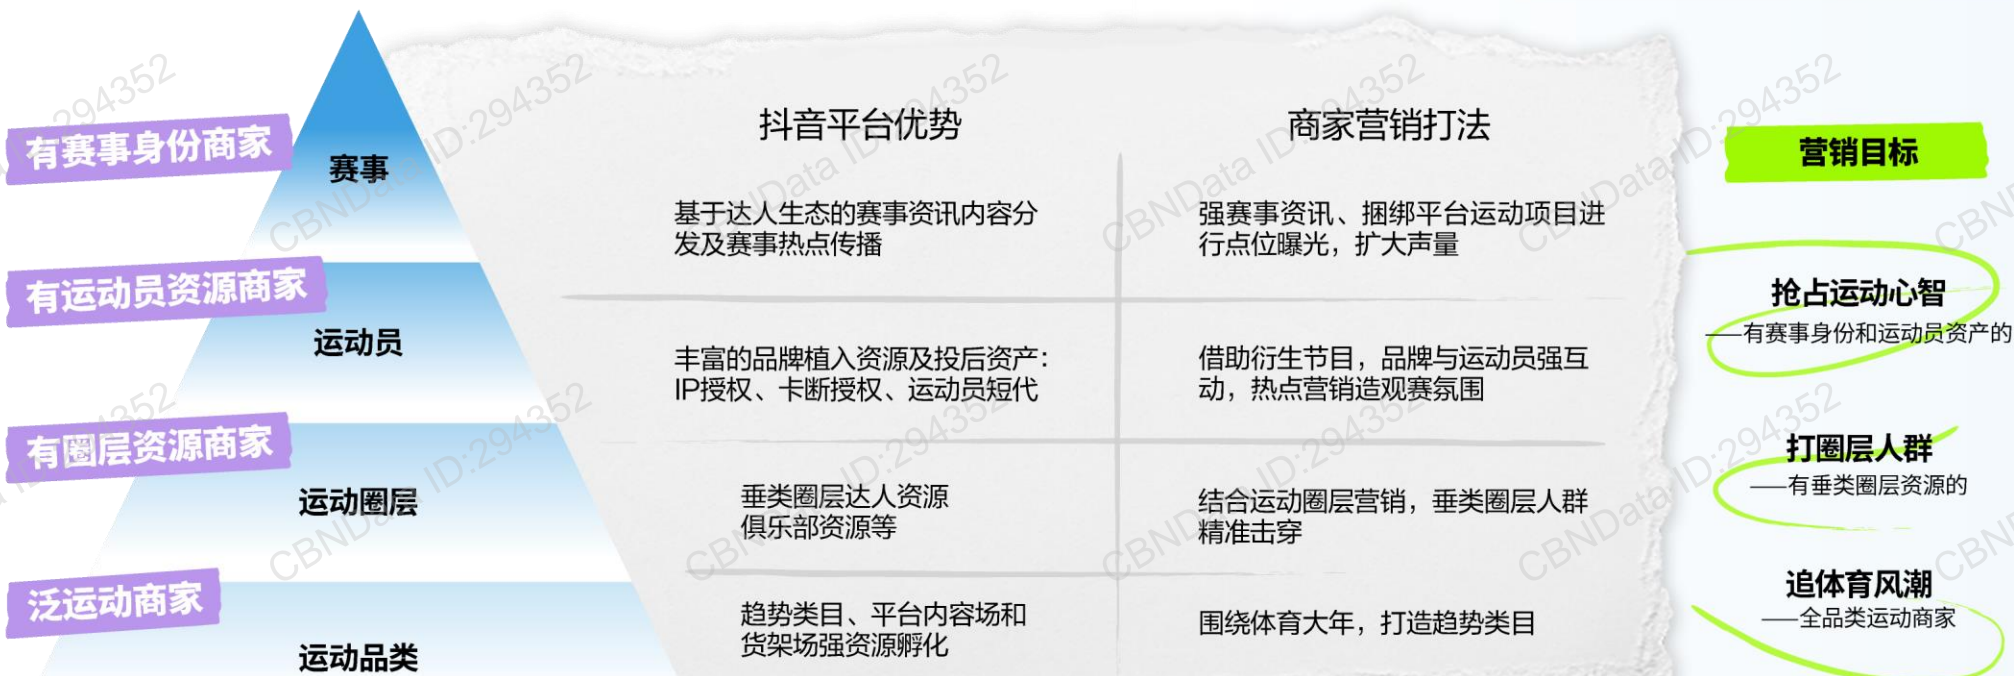 抖音平台优势
商家营销打法
营销目标
有赛事身份商家
赛事
基于达人生态的赛事资讯内容分
发及赛事热点传播
强赛事资讯、捆绑平台运动项目进
行点位曝光，扩大声量
有运动员资源商家
运动员
丰富的品牌植入资源及投后资产：
IP授权、卡断授权、运动员短代
借助衍生节目，品牌与运动员强互
动，热点营销造观赛氛围
抢占运动心智
——有赛事身份和运动员资产的
有圈层资源商家
运动圈层
垂类圈层达人资源
俱乐部资源等
结合运动圈层营销，垂类圈层人群
精准击穿
打圈层人群
——有垂类圈层资源的
泛运动商家
运动品类
趋势类目、平台内容场和
货架场强资源孵化
围绕体育大年，打造趋势类目
追体育风潮
——全品类运动商家
CBNData ID:294352